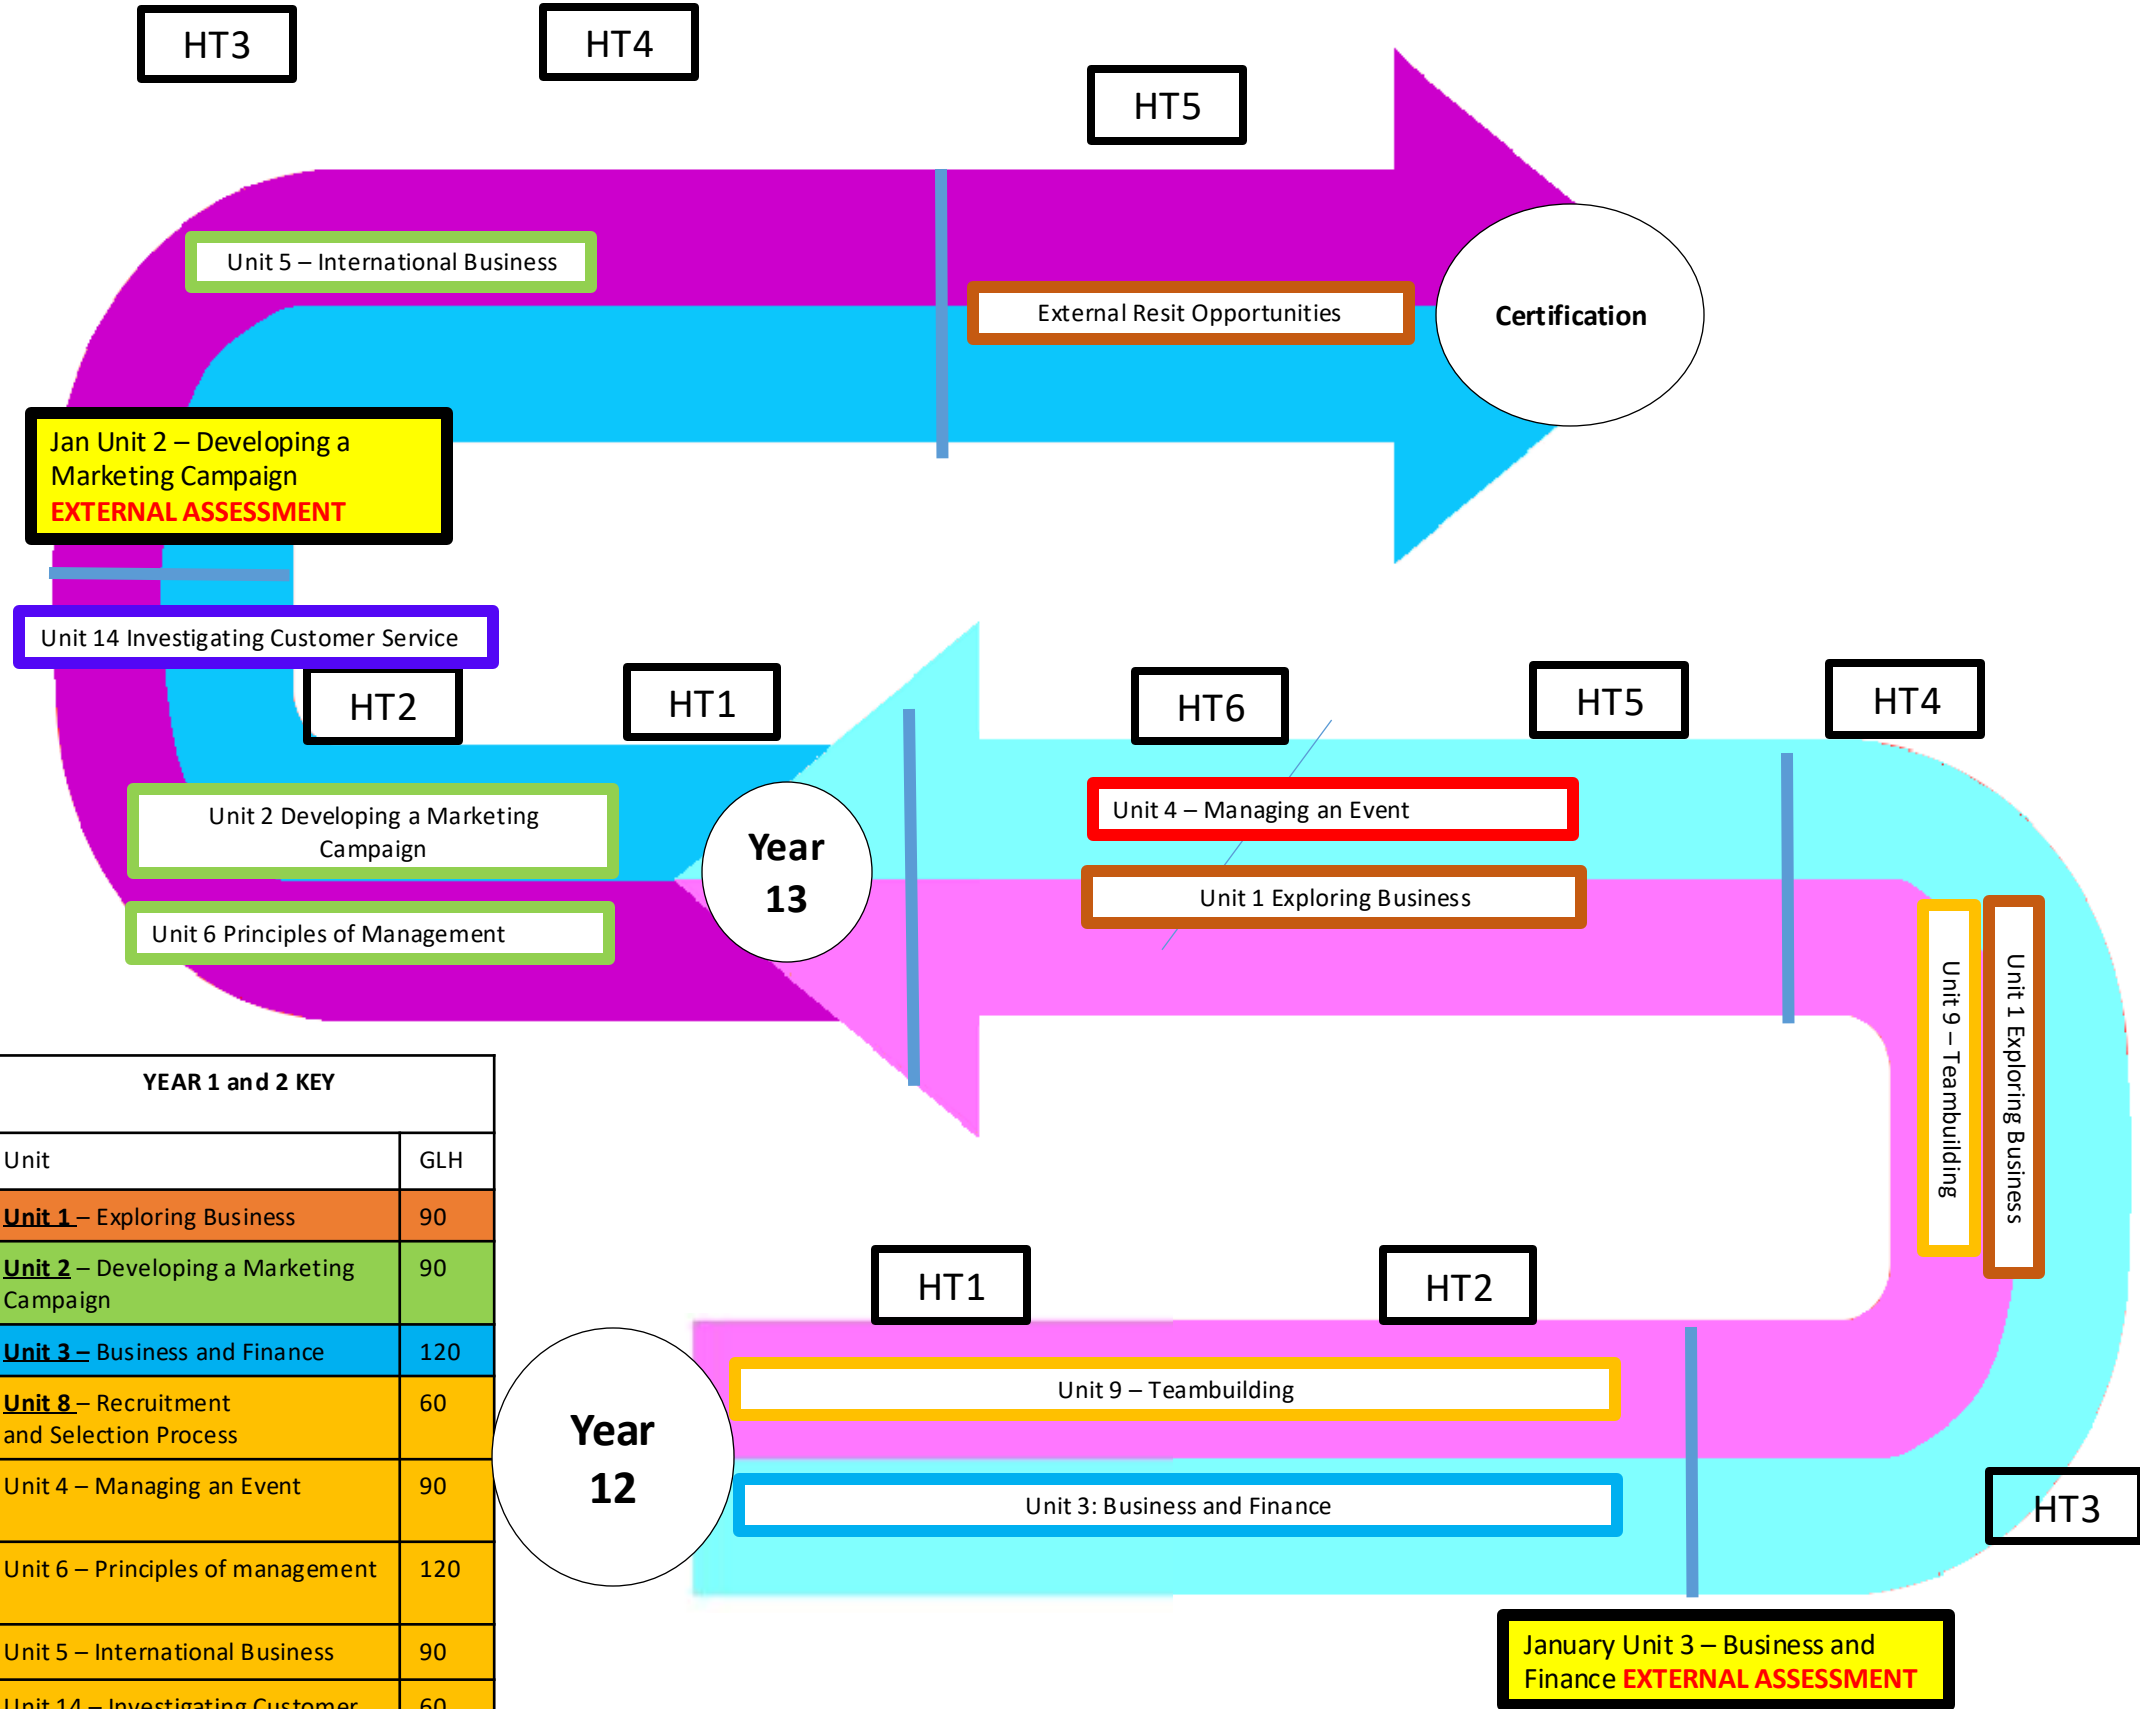 HT3
HT4
HT5
Unit 5 – International Business
External Resit Opportunities
Certification
Jan Unit 2 – Developing a
Marketing Campaign
EXTERNAL ASSESSMENT
Unit 14 Investigating Customer Service
HT2
HT1
HT6
HT5
HT4
Unit 2 Developing a Marketing
Campaign
Unit 6 Principles of Management
Year
13
Unit 4 – Managing an Event
Unit 1 Exploring Business
Unit 9 – Teambuilding
Unit 1 Exploring Business
YEAR 1 and 2 KEY
Unit GLH
Unit 1 – Exploring Business 90
Unit 2 – Developing a Marketing 90
Campaign
Unit 3 – Business and Finance 120
Unit 8 – Recruitment 60
and Selection Process
Unit 4 – Managing an Event 90
Unit 6 – Principles of management 120
Unit 5 – International Business 90
Unit 14 – Investigating Customer 60
HT1
HT2
Year
12
Unit 9 – Teambuilding
Unit 3: Business and Finance
HT3
January Unit 3 – Business and
Finance EXTERNAL ASSESSMENT